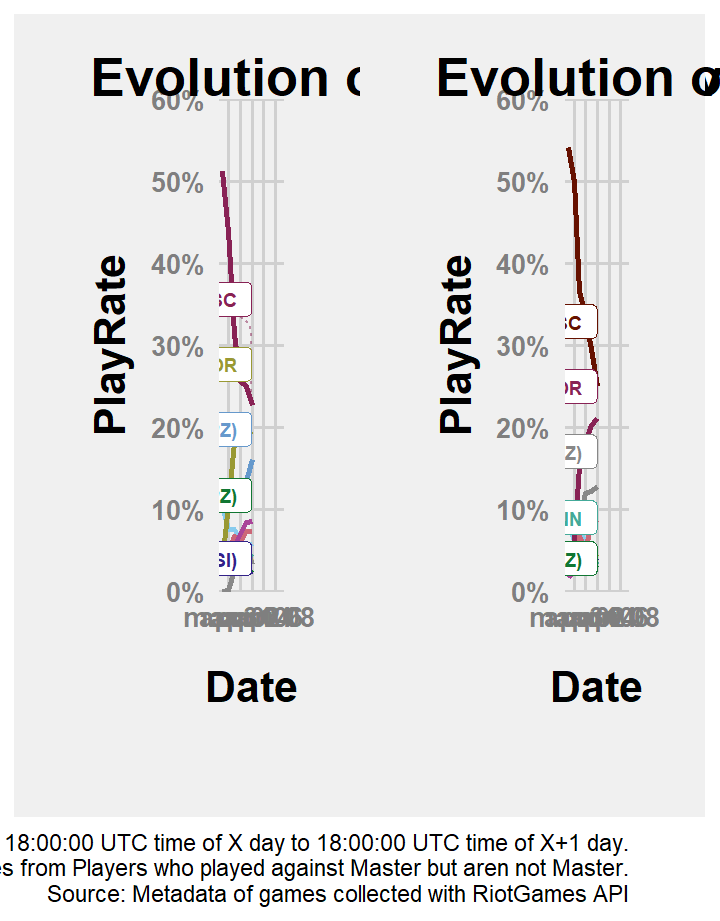 Evolution
Evolution
60%
50%
40%
30%
20%
10%
0%
PlayRate
SC
OR
Z)
Z)
SI)
Date
60%
50%
40%
30%
20%
10%
0%
PlayRate
SC
OR
Z)
IN
Z)
Date
18:00:00 UTC time of X day to 18:00:00 UTC time of X+1 day.
es from Players who played against Master but aren not Master.
Source: Metadata of games collected with RiotGames API